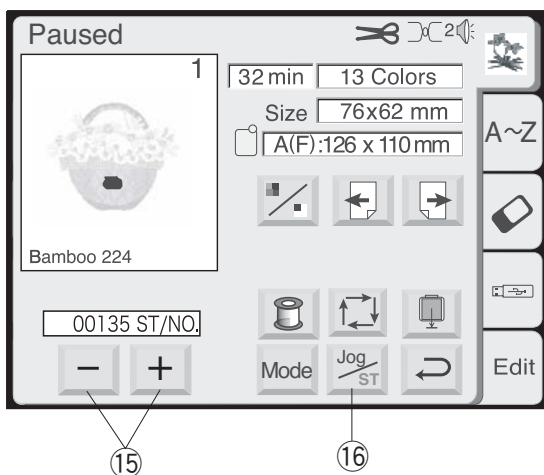 Paused
2
1
32 min 13 Colors
Size 76x62 mm
A(F):126 x 110 mm
A~Z
Bamboo 224
00135 ST/NO.
− +
Mode Jog ST
Edit
⑮ ⑯